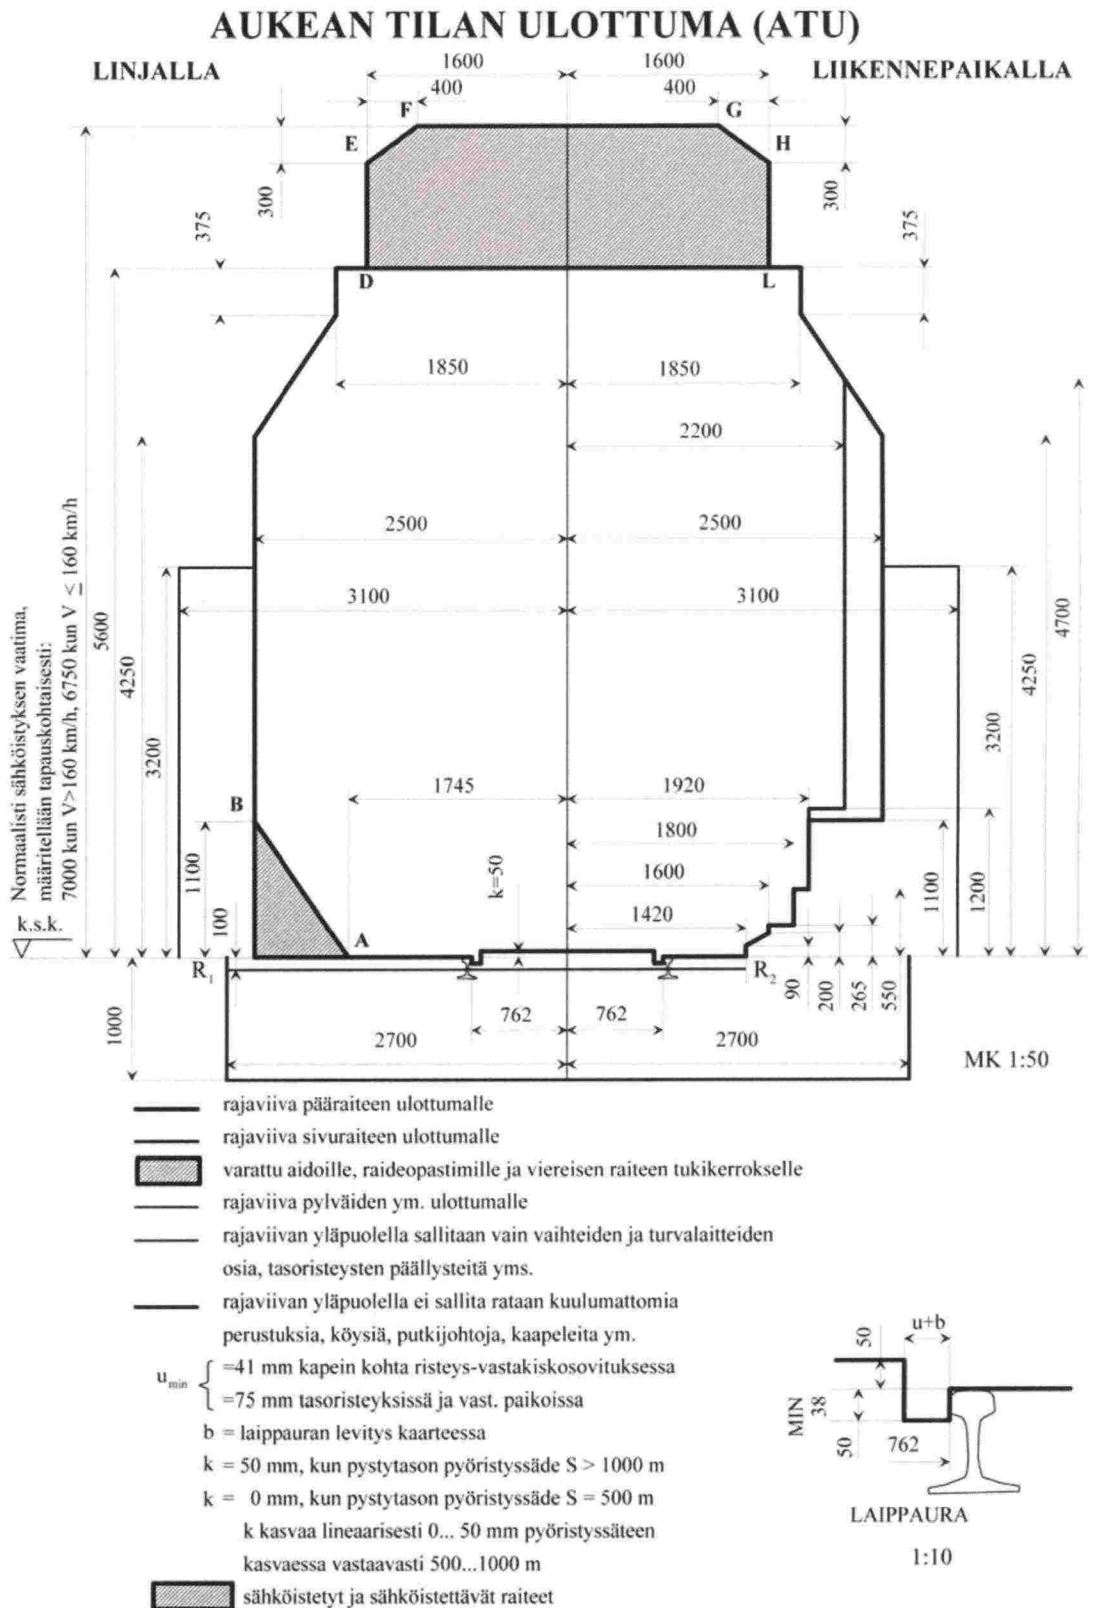 AUKEAN TILAN ULOTTUMA (ATU)
LINJALLA
LIIKENNEPAIKALLA
1600
1600
400
400
F
G
E
H
300
300
375
375
D
L
1850
1850
2200
2500
2500
3100
3100
Normaalisti sähköistyksen vaatima,
määritellään tapauskohtaisesti:
7000 kun V>160 km/h, 6750 kun V ≤ 160 km/h
5600
4250
3200
4700
4250
3200
1745
1920
B
1800
1100
k=50
1600
1100
1200
k.s.k.
100
1420
A
R1
R2
90
200
265
550
1000
762
762
2700
2700
MK 1:50
rajaviiva pääraiteen ulottumalle
rajaviiva sivuraiteen ulottumalle
varattu aidoille, raideopastimille ja viereisen raiteen tukikerrokselle
rajaviiva pylväiden ym. ulottumalle
rajaviivan yläpuolella sallitaan vain vaihteiden ja turvalaitteiden
osia, tasoristeysten päällysteitä yms.
rajaviivan yläpuolella ei sallita rataan kuulumattomia
perustuksia, köysiä, putkijohtoja, kaapeleita ym.
umin { =41 mm kapein kohta risteys-vastakiskosovituksessa
=75 mm tasoristeyksissä ja vast. paikoissa
b = laippauran levitys kaarteessa
k = 50 mm, kun pystytason pyöristyssäde S > 1000 m
k = 0 mm, kun pystytason pyöristyssäde S = 500 m
k kasvaa lineaarisesti 0... 50 mm pyöristyssäteen
kasvaessa vastaavasti 500...1000 m
sähköistetyt ja sähköistettävät raiteet
u+b
50
MIN
38
50
762
LAIPPAURA
1:10